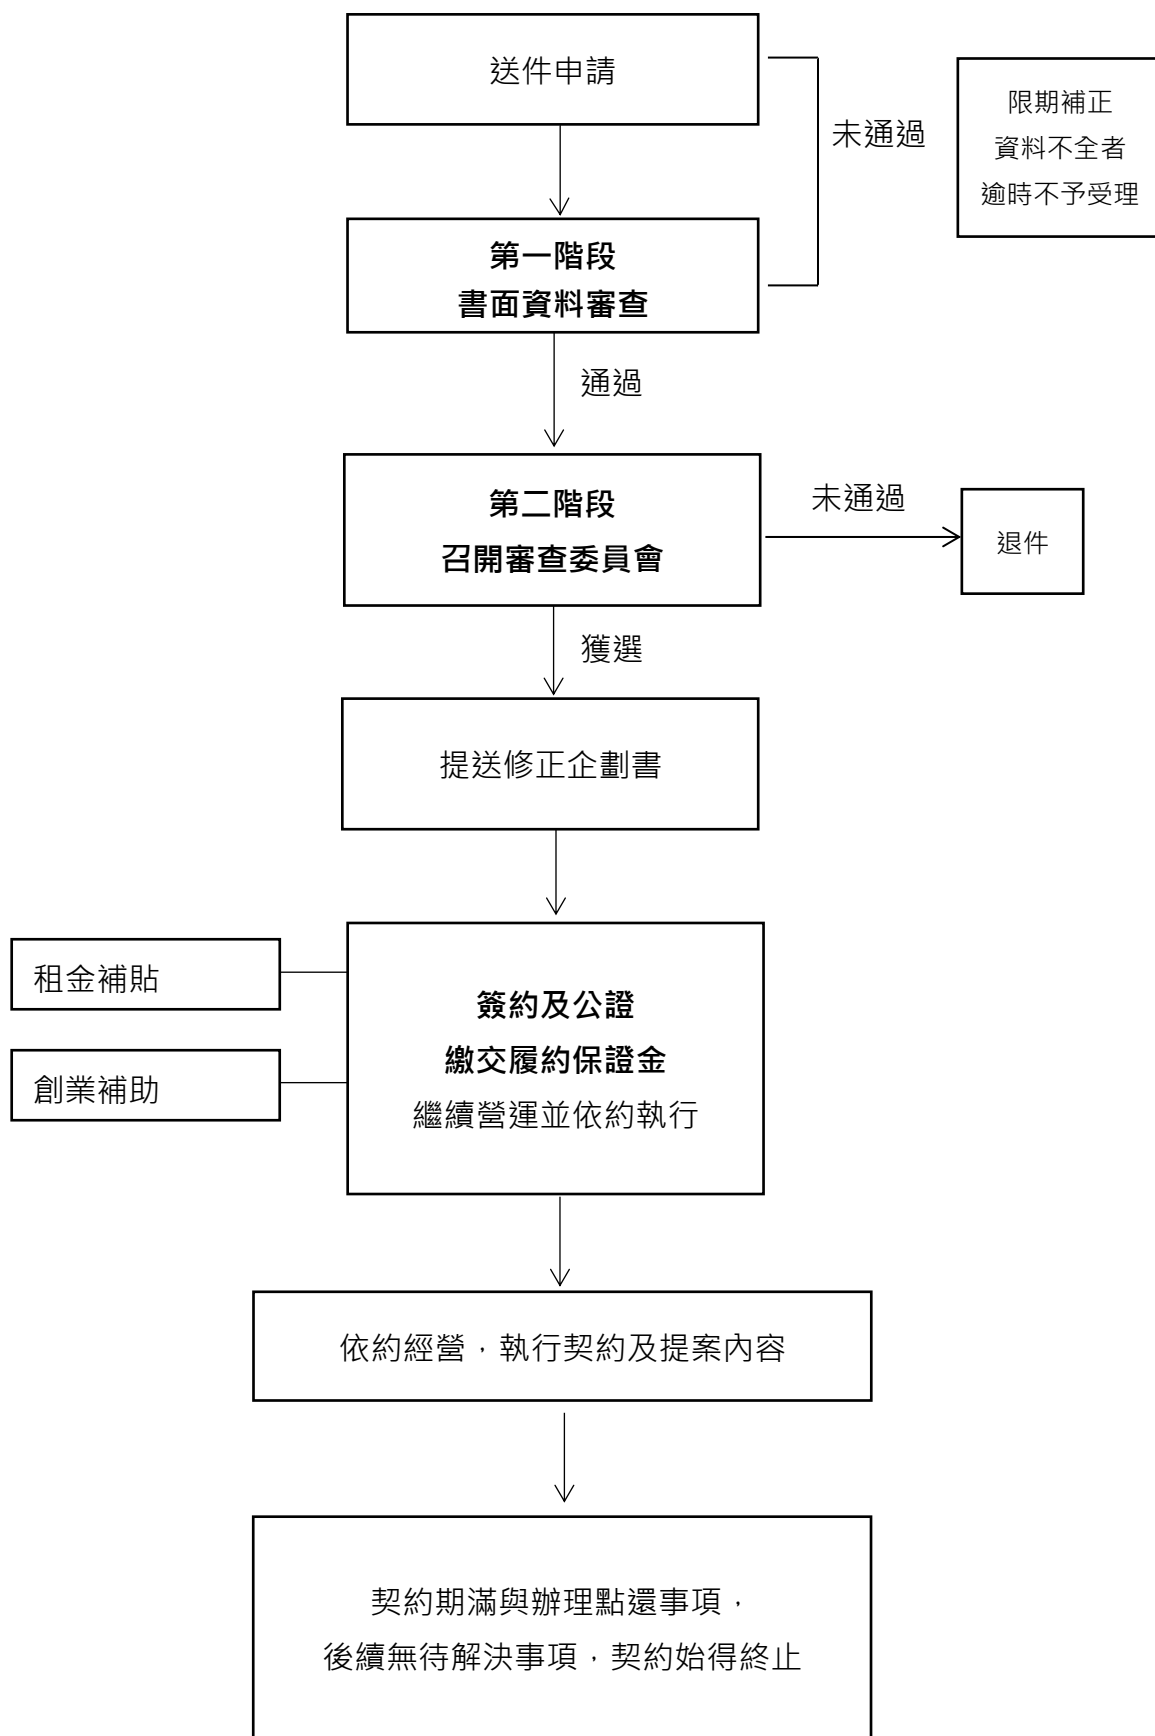 送件申請
未通過
限期補正
資料不全者
逾時不予受理
第一階段
書面資料審查
通過
第二階段
召開審查委員會
未通過
退件
獲選
提送修正企劃書
租金補貼
創業補助
簽約及公證
繳交履約保證金
繼續營運並依約執行
依約經營，執行契約及提案內容
契約期滿與辦理點還事項，
後續無待解決事項，契約始得終止